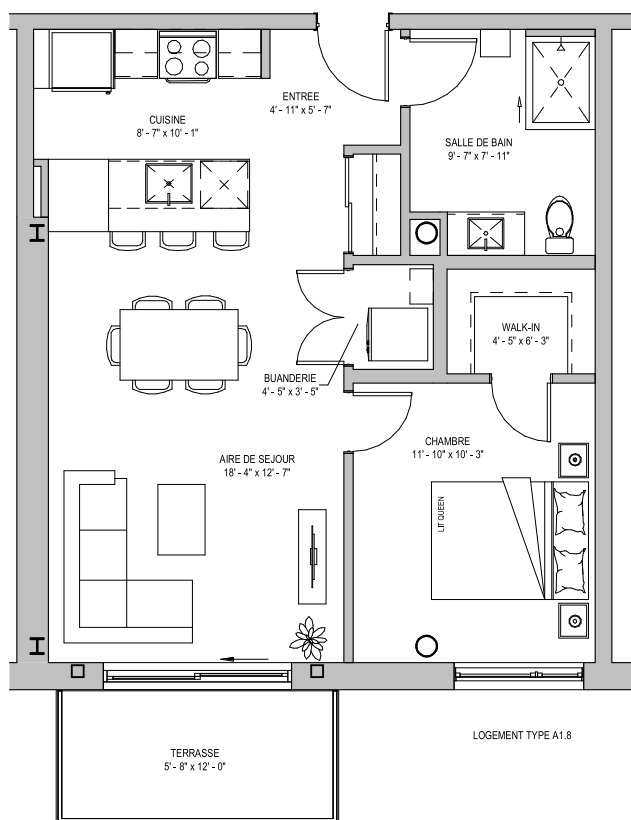 ENTREE
4' - 11" x 5' - 7"
CUISINE
8' - 7" x 10' - 1"
SALLE DE BAIN
9' - 7" x 7' - 11"
WALK-IN
4' - 5" x 6' - 3"
BUANDERIE
4' - 5" x 3' - 5"
CHAMBRE
11' - 10" x 10' - 3"
AIRE DE SEJOUR
18' - 4" x 12' - 7"
LIT QUEEN
LOGEMENT TYPE A1.8
TERRASSE
5' - 8" x 12' - 0"